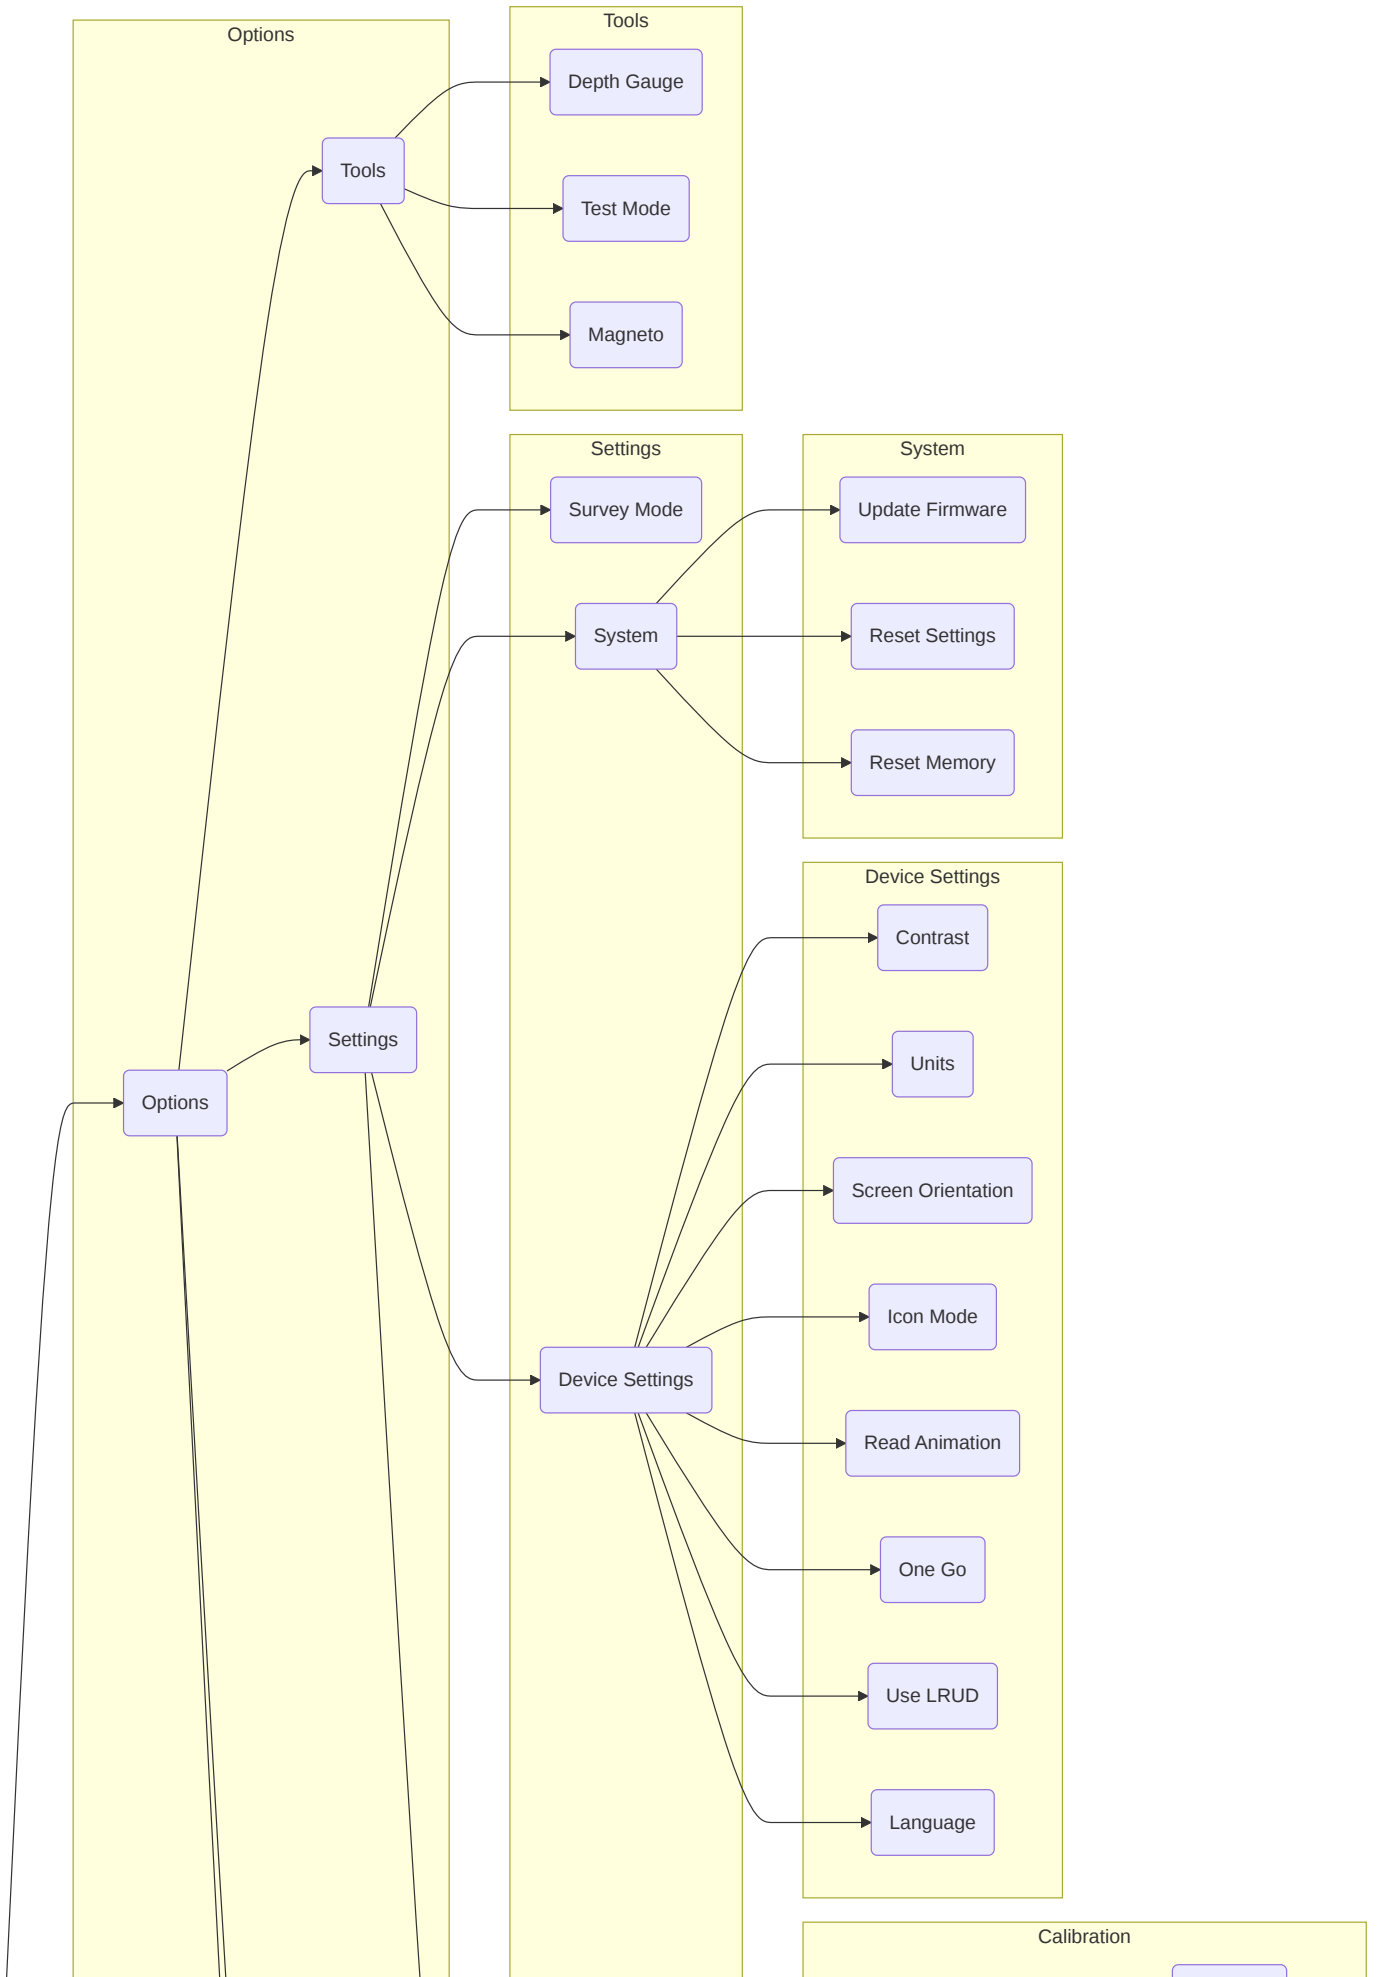 Options
Tools
Options
Settings
Tools
Depth Gauge
Test Mode
Magneto
Settings
Survey Mode
System
Device Settings
System
Update Firmware
Reset Settings
Reset Memory
Device Settings
Contrast
Units
Screen Orientation
Icon Mode
Read Animation
One Go
Use LRUD
Language
Calibration